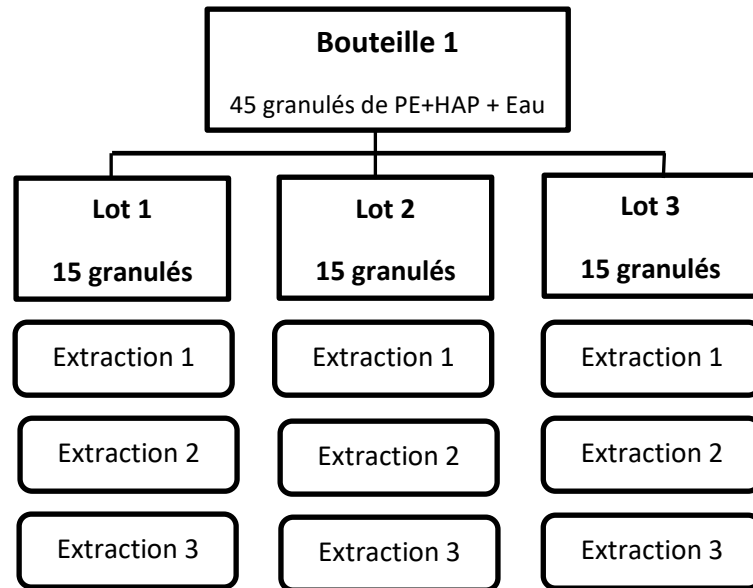 Bouteille 1
45 granulés de PE+HAP + Eau
Lot 1
15 granulés
Lot 2
15 granulés
Lot 3
15 granulés
Extraction 1
Extraction 1
Extraction 1
Extraction 2
Extraction 2
Extraction 2
Extraction 3
Extraction 3
Extraction 3